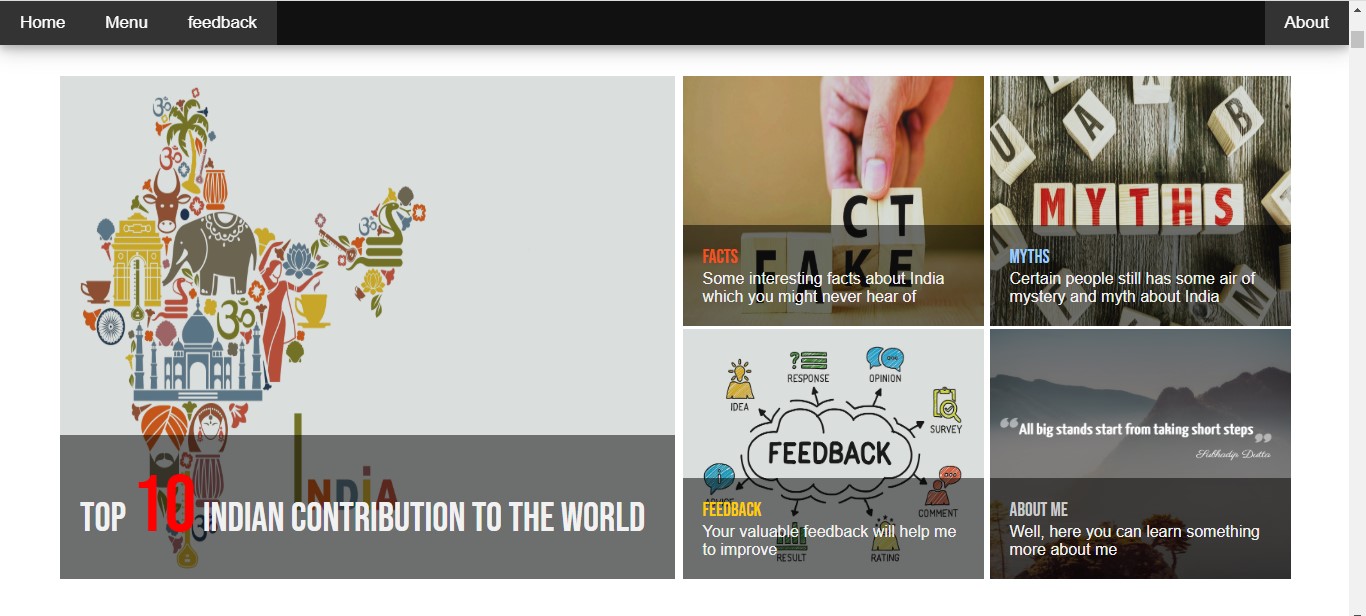 Home Menu feedback About
ॐ
ॐ
ॐ
ॐ
INDIA
TOP 10 INDIAN CONTRIBUTION TO THE WORLD
CT
FAKE
FACTS
Some interesting facts about India
which you might never hear of
U A B
MYTHS
M
MYTHS
Certain people still has some air of
mystery and myth about India
IDEA
RESPONSE
OPINION
SURVEY
FEEDBACK
COMMENT
RESULT
RATING
FEEDBACK
Your valuable feedback will help me
to improve
“All big stands start from taking short steps”
Subhadip Dutta
ABOUT ME
Well, here you can learn something
more about me